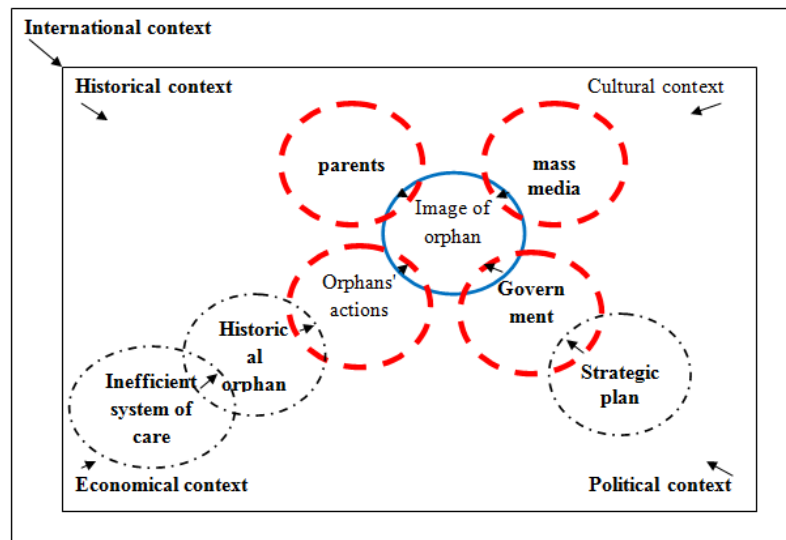 International context
Historical context
Cultural context
parents
mass
media
Image of
orphan
Orphans'
actions
Govern
ment
Historic
al
orphan
Inefficient
system of
care
Strategic
plan
Economical context
Political context